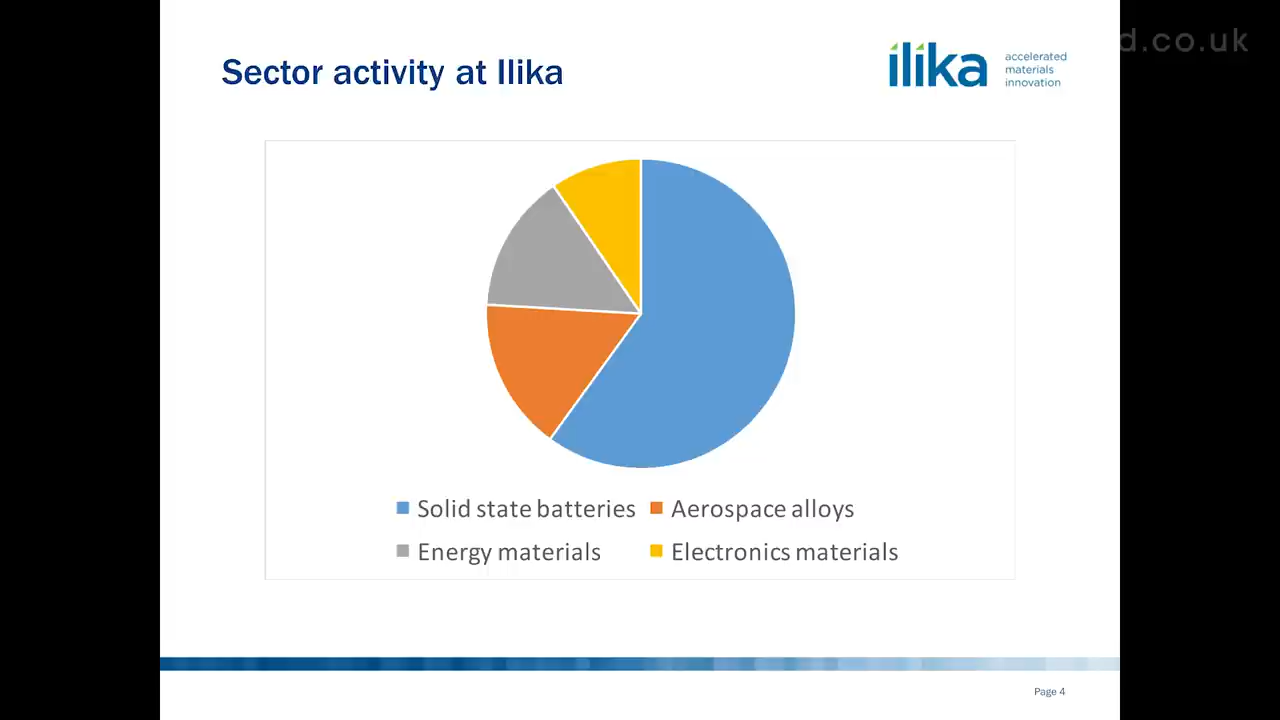 d.co.uk
Sector activity at Ilika
ilika
accelerated
materials
innovation
Solid state batteries
Aerospace alloys
Energy materials
Electronics materials
Page 4